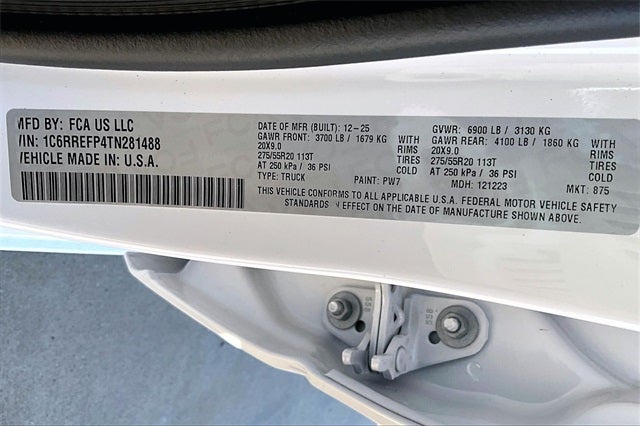 MFD BY: FCA US LLC
VIN: 1C6RREFP4TN281488
VEHICLE MADE IN: U.S.A.
DATE OF MFR (BUILT): 12-25
GAWR FRONT: 3700 LB / 1679 KG WITH
20X9.0 RIMS
275/55R20 113T TIRES
AT 250 kPa / 36 PSI COLD
TYPE: TRUCK PAINT: PW7
GVWR: 6900 LB / 3130 KG
GAWR REAR: 4100 LB / 1860 KG WITH
20X9.0 RIMS
275/55R20 113T TIRES
AT 250 kPa / 36 PSI COLD
MDH: 121223 MKT: 875
THIS VEHICLE CONFORMS TO ALL APPLICABLE U.S.A. FEDERAL MOTOR VEHICLE SAFETY
STANDARDS IN EFFECT ON THE DATE OF MANUFACTURE SHOWN ABOVE.